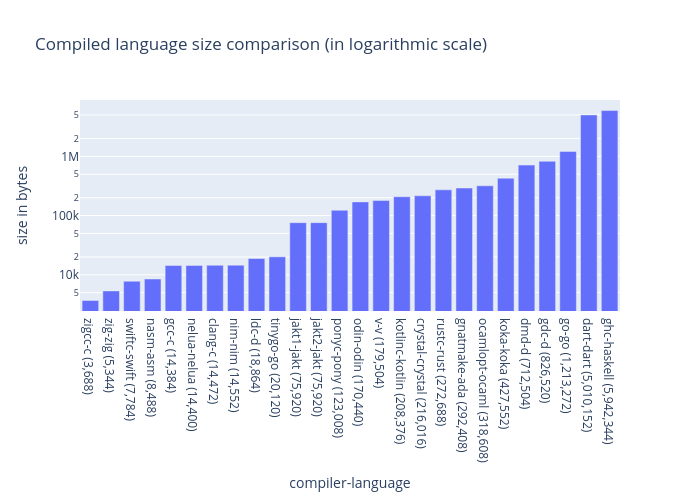 Compiled language size comparison (in logarithmic scale)
size in bytes
5
2
1M
5
2
100k
5
2
10k
5
zigcc-c (3,688)
zig-zig (5,344)
swiftc-swift (7,784)
nasm-asm (8,488)
gcc-c (14,384)
nelua-nelua (14,400)
clang-c (14,472)
nim-nim (14,552)
ldc-d (18,864)
tinygo-go (20,120)
jakt1-jakt (75,920)
jakt2-jakt (75,920)
ponyc-pony (123,008)
odin-odin (170,440)
v-v (179,504)
kotlinc-kotlin (208,376)
crystal-crystal (216,016)
rustc-rust (272,688)
gnatmake-ada (292,408)
ocamlopt-ocaml (318,608)
koka-koka (427,552)
dmd-d (712,504)
gdc-d (826,520)
go-go (1,213,272)
dart-dart (5,010,152)
ghc-haskell (5,942,344)
compiler-language